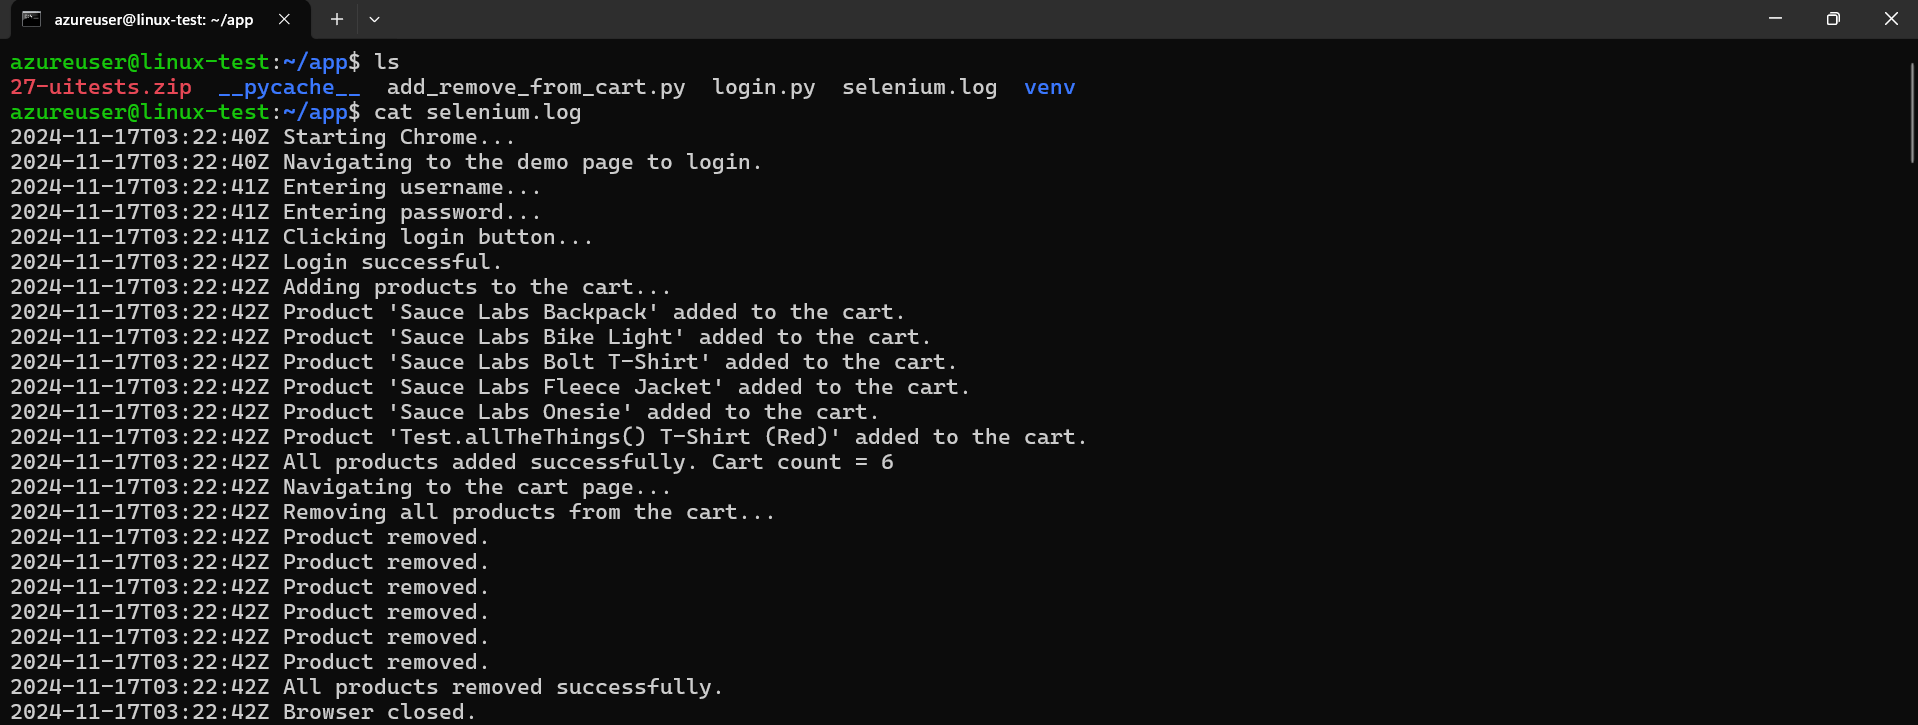 azureuser@linux-test: ~/app
azureuser@linux-test:~/app$ ls
27-uitests.zip  __pycache__  add_remove_from_cart.py  login.py  selenium.log  venv
azureuser@linux-test:~/app$ cat selenium.log
2024-11-17T03:22:40Z Starting Chrome...
2024-11-17T03:22:40Z Navigating to the demo page to login.
2024-11-17T03:22:41Z Entering username...
2024-11-17T03:22:41Z Entering password...
2024-11-17T03:22:41Z Clicking login button...
2024-11-17T03:22:42Z Login successful.
2024-11-17T03:22:42Z Adding products to the cart...
2024-11-17T03:22:42Z Product 'Sauce Labs Backpack' added to the cart.
2024-11-17T03:22:42Z Product 'Sauce Labs Bike Light' added to the cart.
2024-11-17T03:22:42Z Product 'Sauce Labs Bolt T-Shirt' added to the cart.
2024-11-17T03:22:42Z Product 'Sauce Labs Fleece Jacket' added to the cart.
2024-11-17T03:22:42Z Product 'Sauce Labs Onesie' added to the cart.
2024-11-17T03:22:42Z Product 'Test.allTheThings() T-Shirt (Red)' added to the cart.
2024-11-17T03:22:42Z All products added successfully. Cart count = 6
2024-11-17T03:22:42Z Navigating to the cart page...
2024-11-17T03:22:42Z Removing all products from the cart...
2024-11-17T03:22:42Z Product removed.
2024-11-17T03:22:42Z Product removed.
2024-11-17T03:22:42Z Product removed.
2024-11-17T03:22:42Z Product removed.
2024-11-17T03:22:42Z Product removed.
2024-11-17T03:22:42Z Product removed.
2024-11-17T03:22:42Z All products removed successfully.
2024-11-17T03:22:42Z Browser closed.